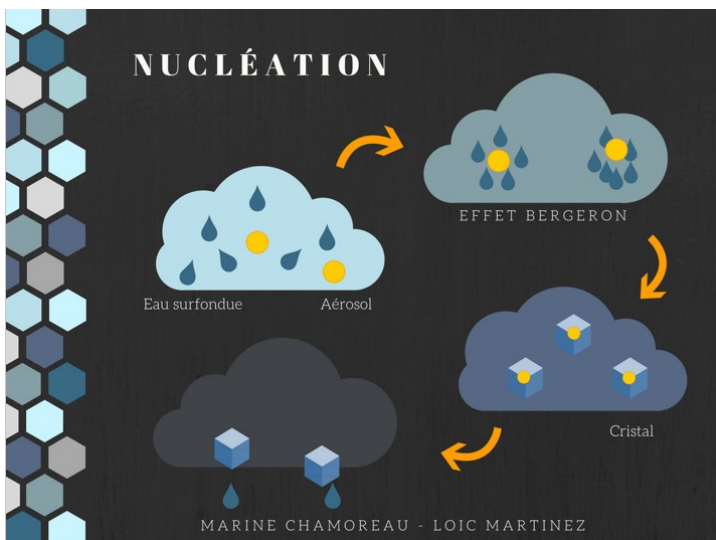 NUCLÉATION
EFFET BERGERON
Eau surfondue
Aérosol
Cristal
MARINE CHAMOREAU - LOIC MARTINEZ